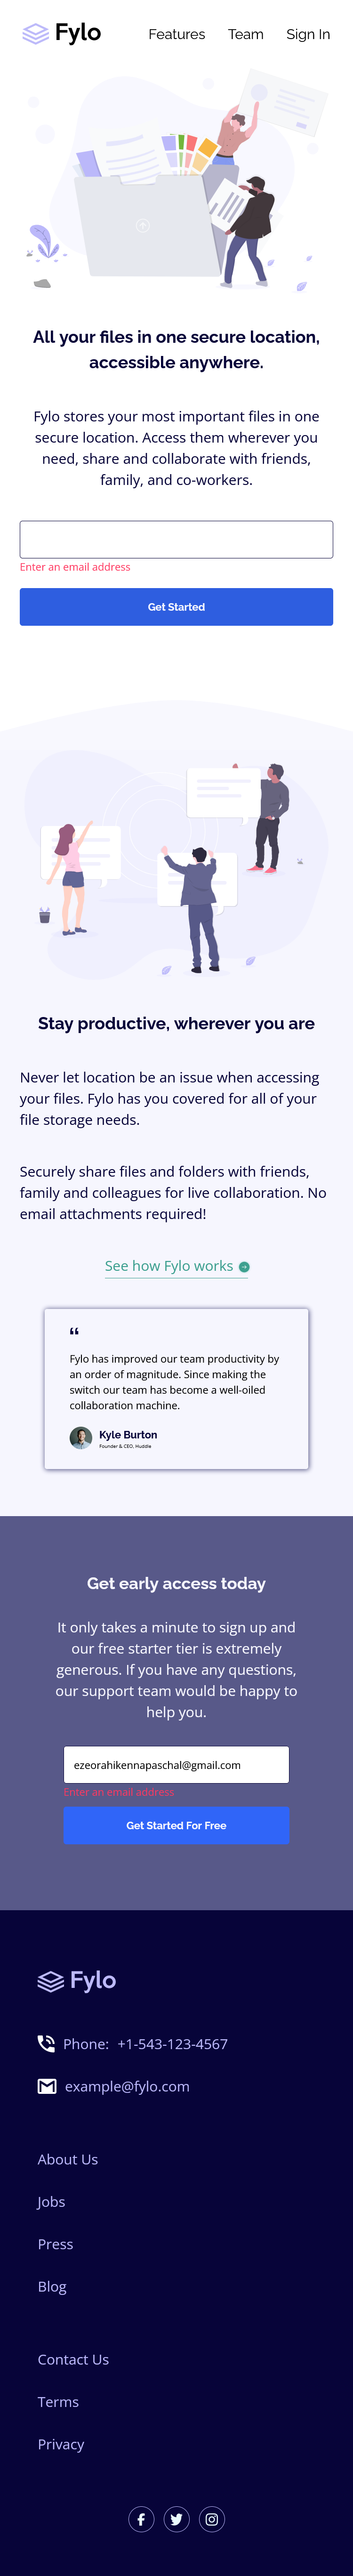 Fylo
Features Team Sign In
All your files in one secure location,
accessible anywhere.
Fylo stores your most important files in one
secure location. Access them wherever you
need, share and collaborate with friends,
family, and co-workers.
Enter an email address
Get Started
Stay productive, wherever you are
Never let location be an issue when accessing
your files. Fylo has you covered for all of your
file storage needs.
Securely share files and folders with friends,
family and colleagues for live collaboration. No
email attachments required!
See how Fylo works
“
Fylo has improved our team productivity by
an order of magnitude. Since making the
switch our team has become a well-oiled
collaboration machine.
Kyle Burton
Founder & CEO, Huddle
Get early access today
It only takes a minute to sign up and
our free starter tier is extremely
generous. If you have any questions,
our support team would be happy to
help you.
ezeorahikennapaschal@gmail.com
Enter an email address
Get Started For Free
Fylo
Phone: +1-543-123-4567
example@fylo.com
About Us
Jobs
Press
Blog
Contact Us
Terms
Privacy